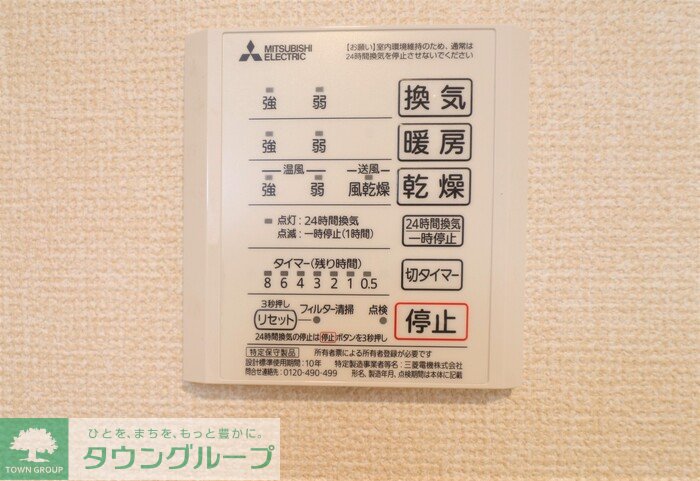 MITSUBISHI
ELECTRIC
【お願い】室内環境維持のため、通常は
24時間換気を停止させないでください
強 弱 換気
強 弱 暖房
温風 送風
強 弱 風乾燥 乾燥
点灯：24時間換気
点滅：一時停止(1時間)
24時間換気
一時停止
タイマー(残り時間)
8 6 4 3 2 1 0.5
切タイマー
3秒押し
リセット フィルター清掃 点検
停止
24時間換気の停止は停止ボタンを3秒押し
特定保守製品 所有者票による所有者登録が必要です
設計標準使用期間：10年 特定製造事業者等名：三菱電機株式会社
問合せ連絡先：0120-490-499 形名、製造年月、点検期間は本体に記載
ひとを、まちを、もっと豊かに。
タウングループ
TOWN GROUP